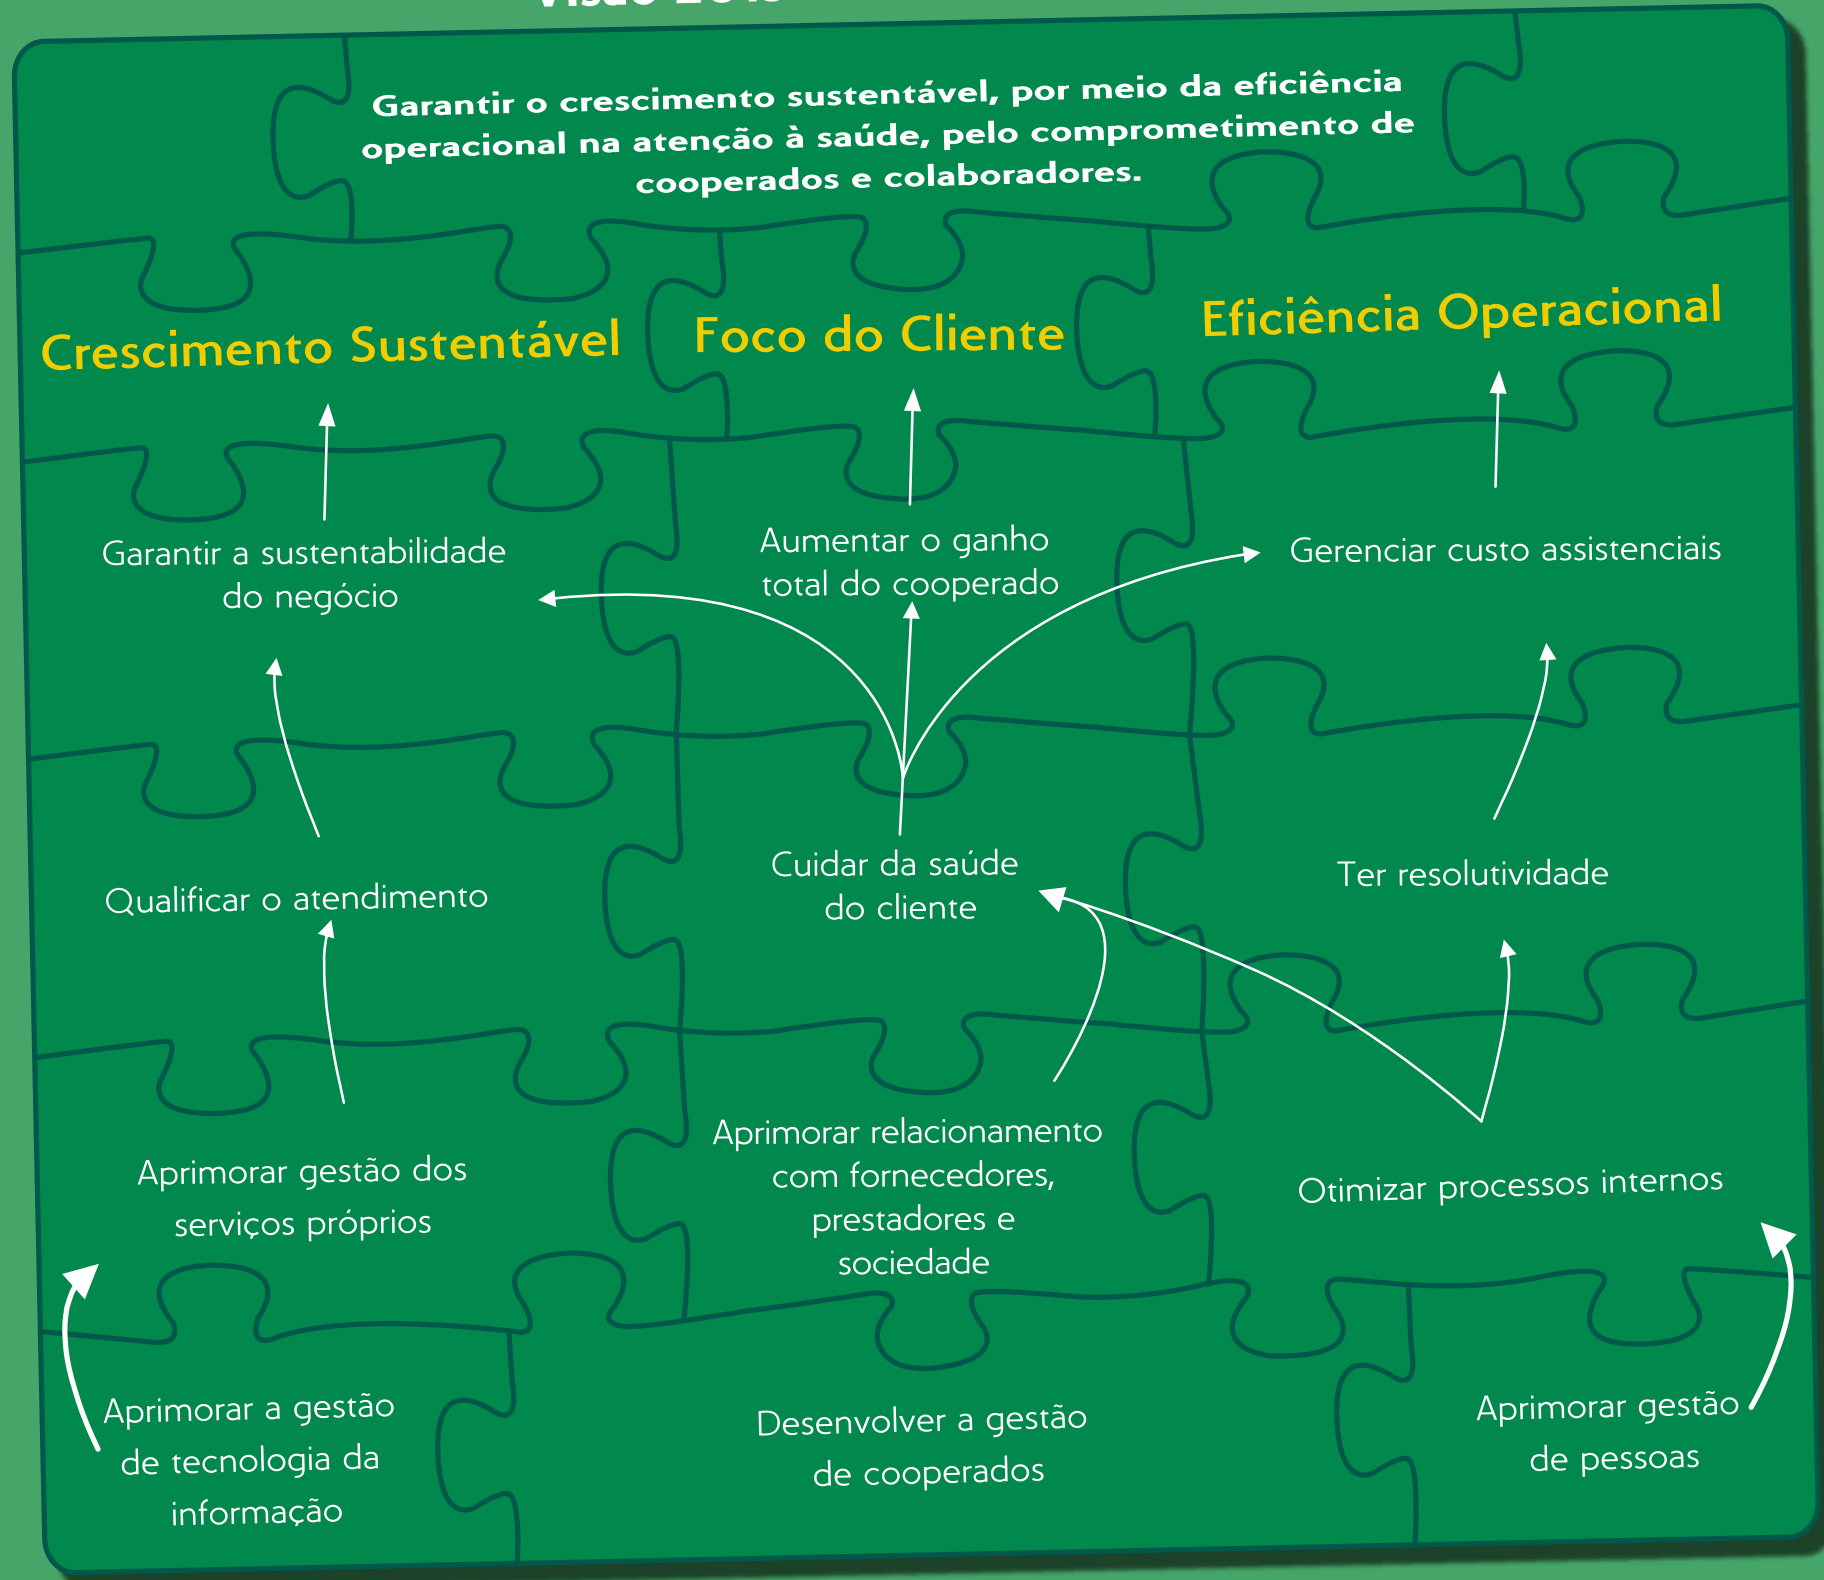 Garantir o crescimento sustentável, por meio da eficiência
operacional na atenção à saúde, pelo comprometimento de
cooperados e colaboradores.
Crescimento Sustentável
Foco do Cliente
Eficiência Operacional
Garantir a sustentabilidade
do negócio
Aumentar o ganho
total do cooperado
Gerenciar custo assistenciais
Qualificar o atendimento
Cuidar da saúde
do cliente
Ter resolutividade
Aprimorar gestão dos
serviços próprios
Aprimorar relacionamento
com fornecedores,
prestadores e
sociedade
Otimizar processos internos
Aprimorar a gestão
de tecnologia da
informação
Desenvolver a gestão
de cooperados
Aprimorar gestão
de pessoas